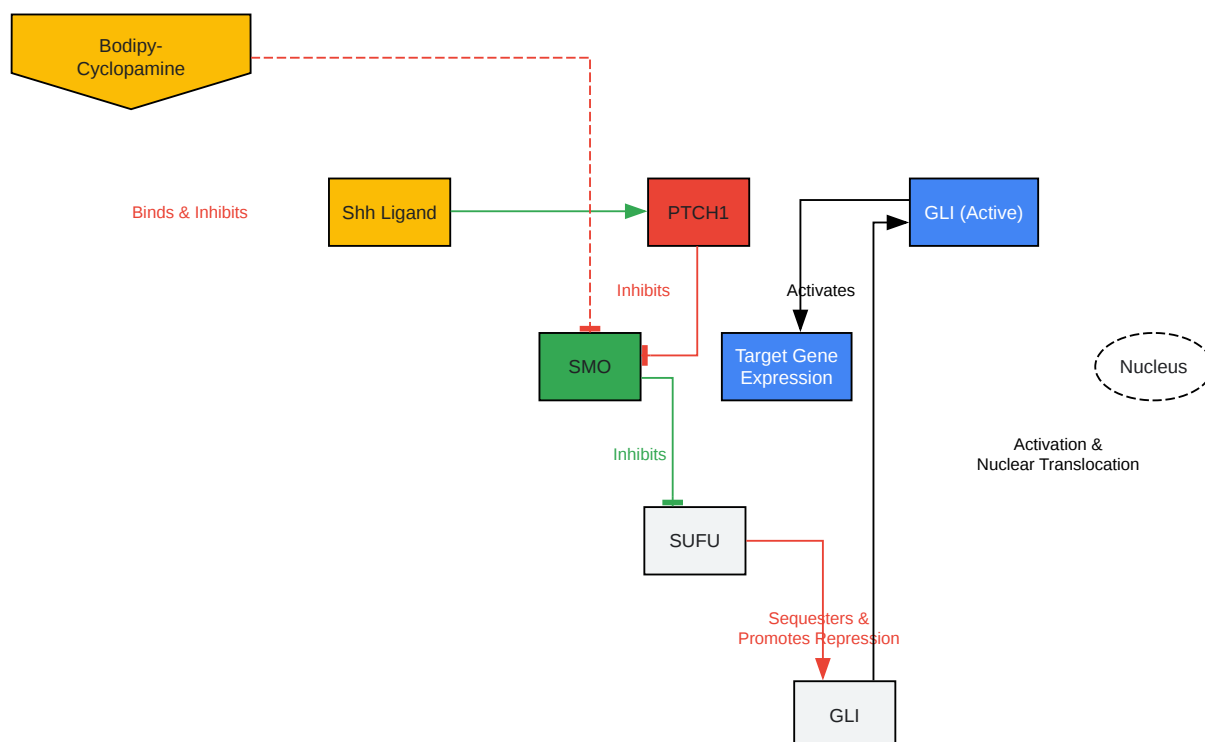 Bodipy-
Cyclopamine
Binds & Inhibits
Shh Ligand
PTCH1
GLI (Active)
Inhibits
Activates
SMO
Target Gene
Expression
Nucleus
Inhibits
Activation &
Nuclear Translocation
SUFU
Sequesters &
Promotes Repression
GLI